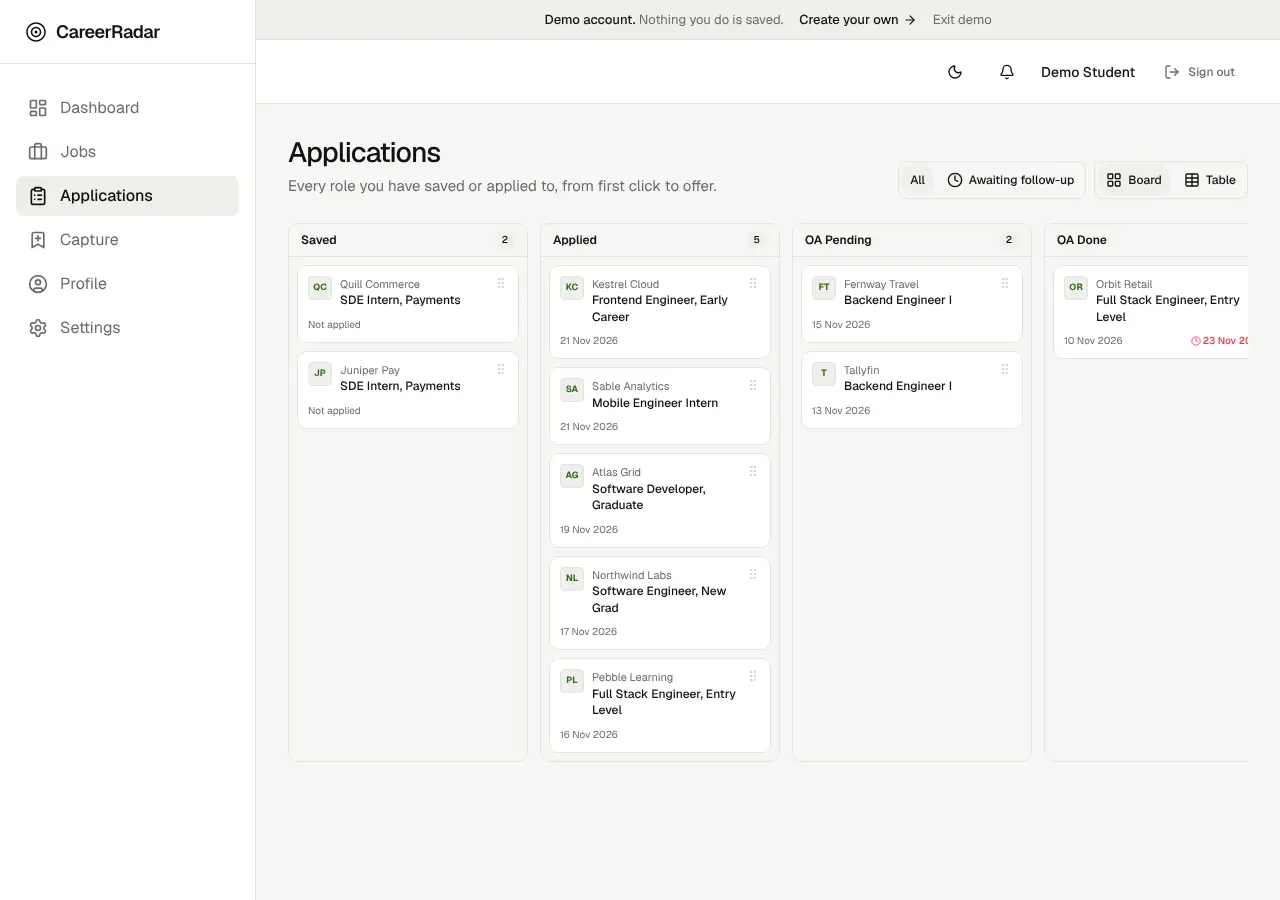 CareerRadar
Demo account. Nothing you do is saved. Create your own → Exit demo
Demo Student
Sign out
Dashboard
Jobs
Applications
Capture
Profile
Settings
Applications
Every role you have saved or applied to, from first click to offer.
All
Awaiting follow-up
Board
Table
Saved 2
QC
Quill Commerce
SDE Intern, Payments
Not applied
JP
Juniper Pay
SDE Intern, Payments
Not applied
Applied 5
KC
Kestrel Cloud
Frontend Engineer, Early
Career
21 Nov 2026
SA
Sable Analytics
Mobile Engineer Intern
21 Nov 2026
AG
Atlas Grid
Software Developer,
Graduate
19 Nov 2026
NL
Northwind Labs
Software Engineer, New
Grad
17 Nov 2026
PL
Pebble Learning
Full Stack Engineer, Entry
Level
16 Nov 2026
OA Pending 2
FT
Fernway Travel
Backend Engineer I
15 Nov 2026
T
Tallyfin
Backend Engineer I
13 Nov 2026
OA Done
OR
Orbit Retail
Full Stack Engineer, Entry
Level
10 Nov 2026
23 Nov